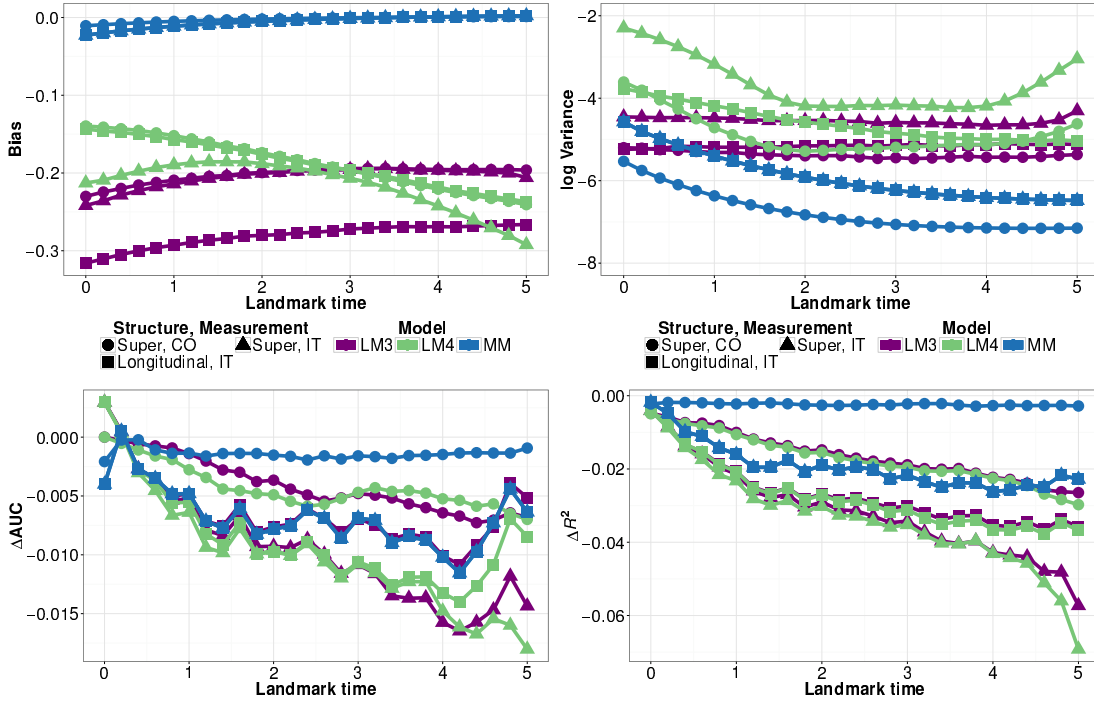 0.0
−0.1
−0.2
−0.3
Bias
0 1 2 3 4 5
Landmark time
−2
−4
−6
−8
log Variance
0 1 2 3 4 5
Landmark time
Structure, Measurement Model
Super, CO Super, IT LM3 LM4 MM
Longitudinal, IT
Structure, Measurement Model
Super, CO Super, IT LM3 LM4 MM
Longitudinal, IT
0.000
−0.005
−0.010
−0.015
ΔAUC
0 1 2 3 4 5
Landmark time
0.00
−0.02
−0.04
−0.06
ΔR²
0 1 2 3 4 5
Landmark time